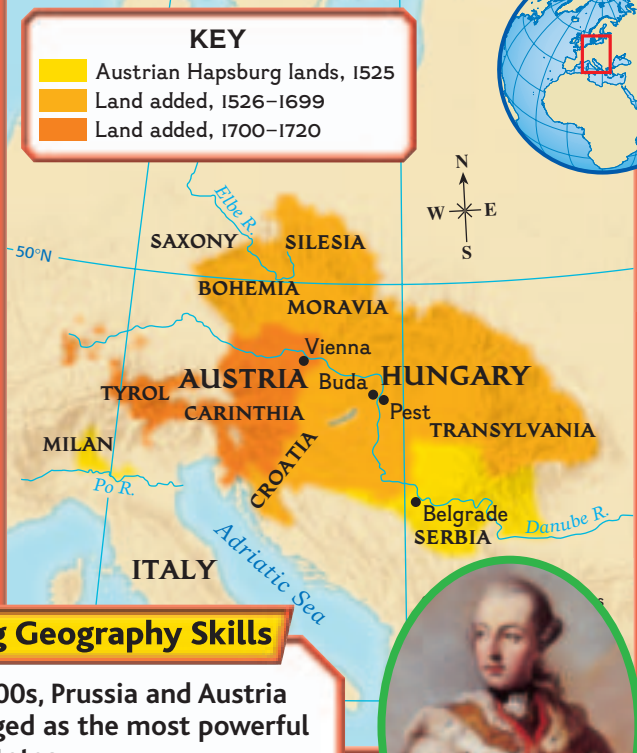 KEY
Austrian Hapsburg lands, 1525
Land added, 1526–1699
Land added, 1700–1720
N
W E
S
Elbe R.
SAXONY
SILESIA
50°N
BOHEMIA
MORAVIA
Vienna
AUSTRIA
Buda
HUNGARY
TYROL
CARINTHIA
Pest
TRANSYLVANIA
MILAN
CROATIA
Po R.
Belgrade
Danube R.
SERBIA
Adriatic Sea
ITALY
Geography Skills
00s, Prussia and Austria
ged as the most powerful